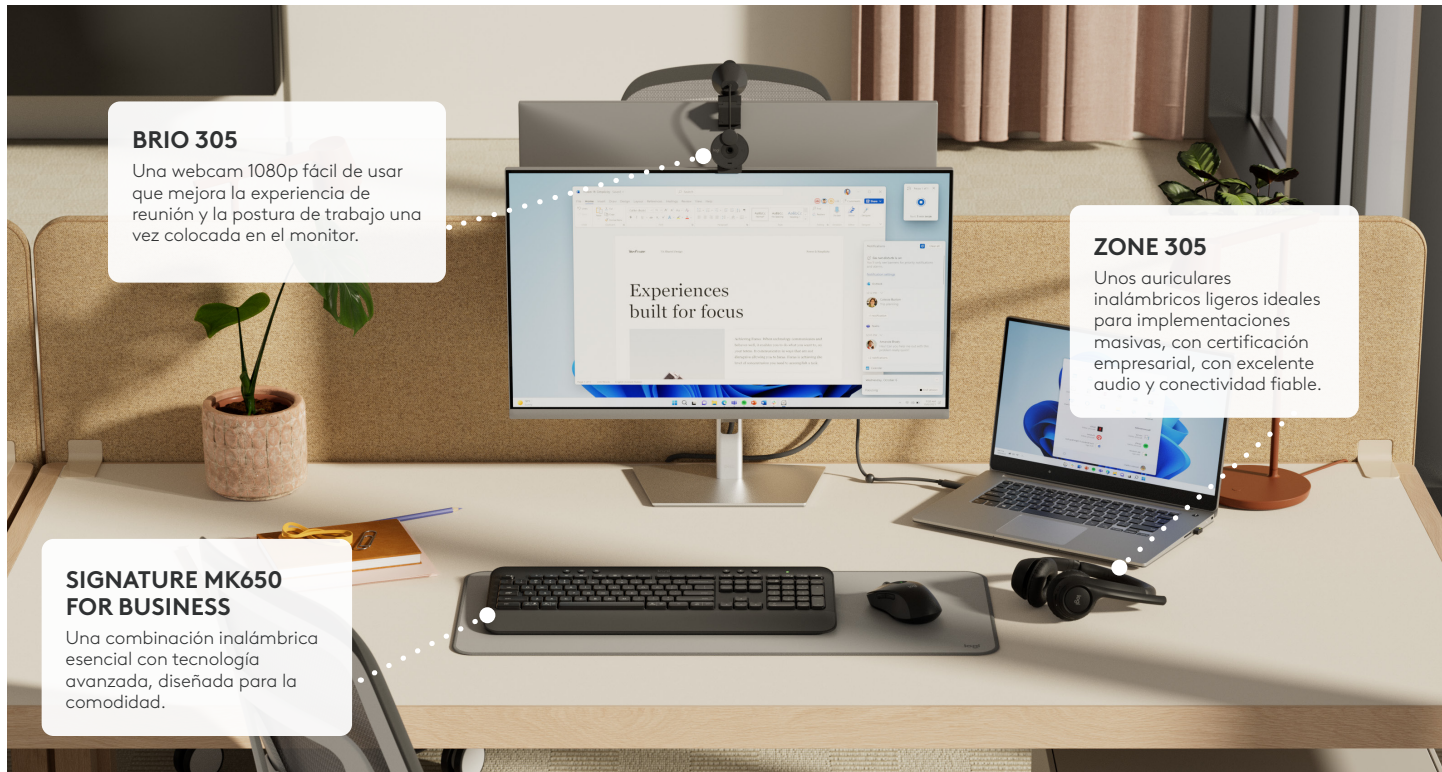 BRIO 305
Una webcam 1080p fácil de usar
que mejora la experiencia de
reunión y la postura de trabajo una
vez colocada en el monitor.
Experiences
built for focus
ZONE 305
Unos auriculares
inalámbricos ligeros ideales
para implementaciones
masivas, con certificación
empresarial, con excelente
audio y conectividad fiable.
SIGNATURE MK650
FOR BUSINESS
Una combinación inalámbrica
esencial con tecnología
avanzada, diseñada para la
comodidad.